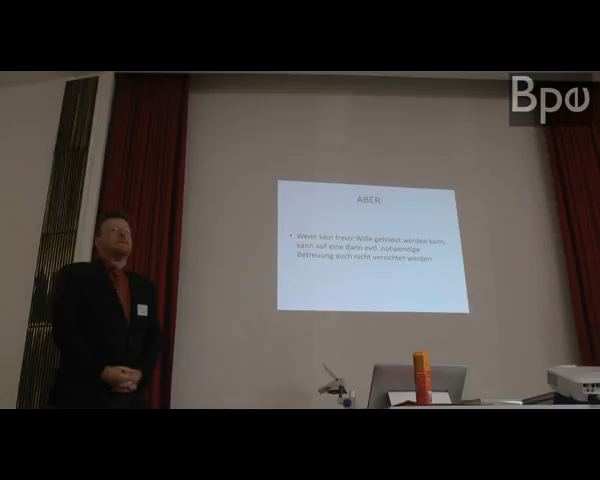 Bpe
ABER:
• Wenn kein freier Wille gebildet werden kann,
kann auf eine dann evtl. notwendige
Betreuung auch nicht verzichtet werden